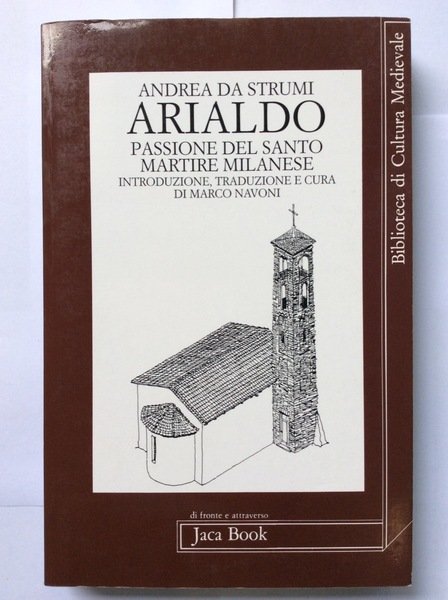 ANDREA DA STRUMI
ARIALDO
PASSIONE DEL SANTO
MARTIRE MILANESE
INTRODUZIONE, TRADUZIONE E CURA
DI MARCO NAVONI
Biblioteca di Cultura Medievale
di fronte e attraverso
Jaca Book